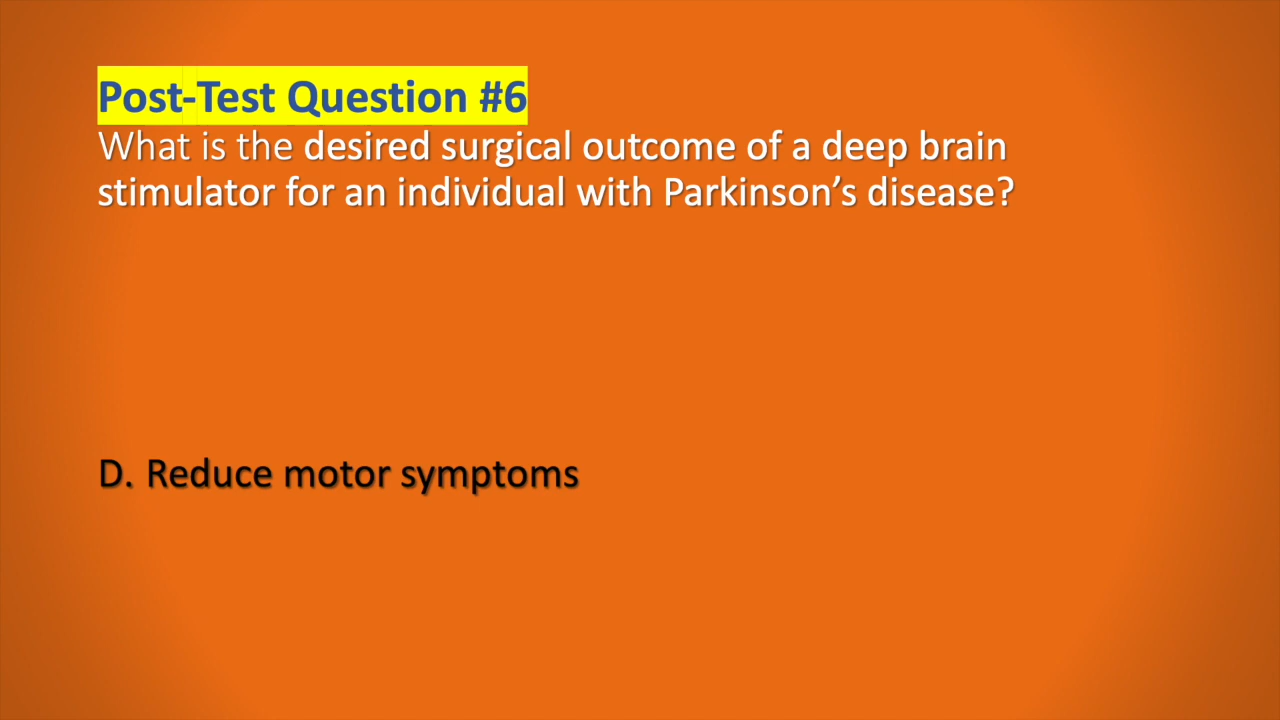 Post-Test Question #6
What is the desired surgical outcome of a deep brain
stimulator for an individual with Parkinson’s disease?
D. Reduce motor symptoms